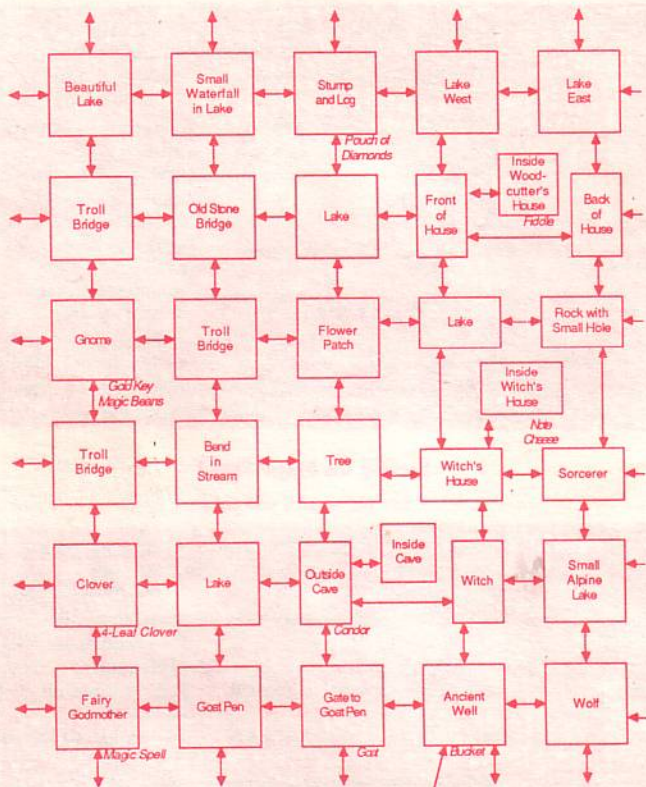 Beautiful
Lake
Small
Waterfall
in Lake
Stump
and Log
Lake
West
Lake
East
Pouch of
Diamonds
Troll
Bridge
Old Stone
Bridge
Lake
Front
of
House
Inside
Wood-
cutter's
House
Fiddle
Back
of
House
Gnome
Troll
Bridge
Flower
Patch
Lake
Rock with
Small Hole
Gold Key
Magic Beans
Inside
Witch's
House
Note
Cheese
Troll
Bridge
Bend
in
Stream
Tree
Witch's
House
Sorcerer
Clover
Lake
Outside
Cave
Inside
Cave
Witch
Small
Alpine
Lake
4-Leaf Clover
Condor
Fairy
Godmother
Goat Pen
Gate to
Goat Pen
Ancient
Well
Wolf
Magic Spell
Goat
Bucket